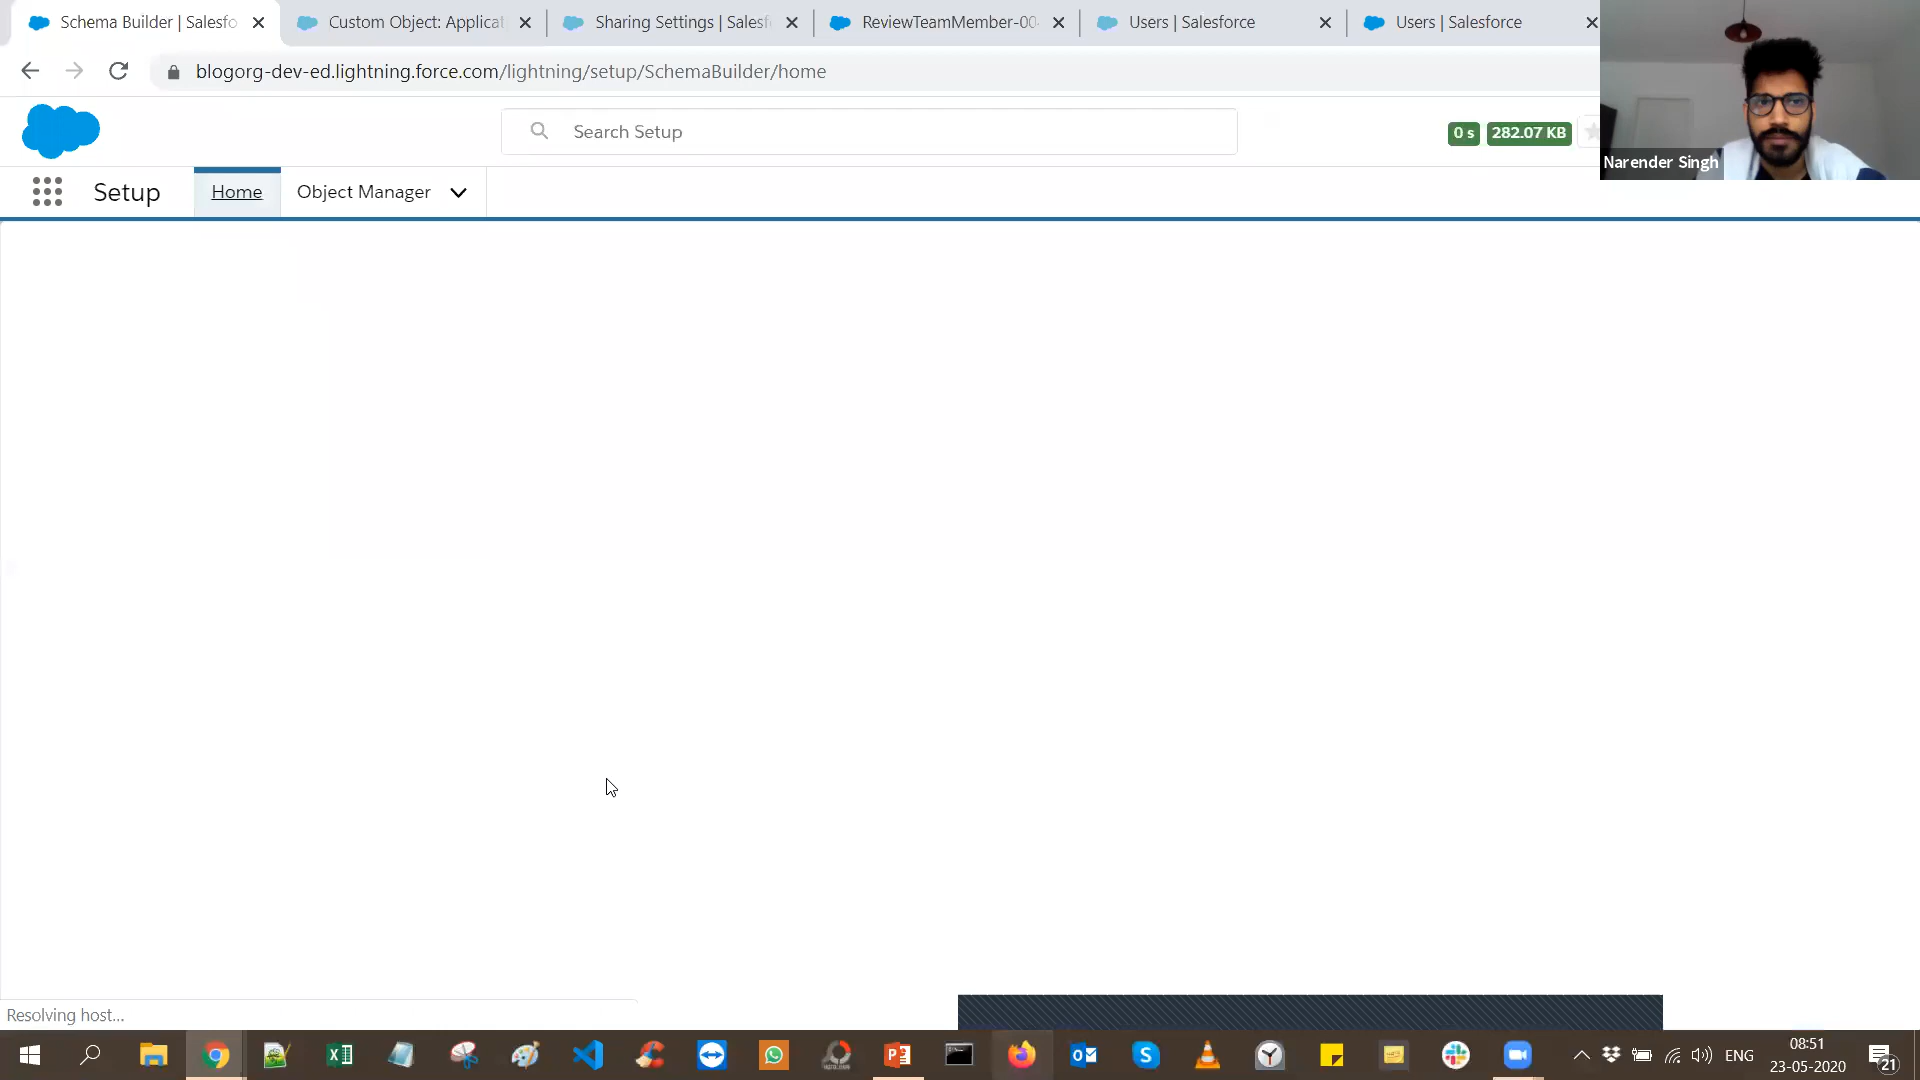 Schema Builder | Salesfo
Custom Object: Applicat
Sharing Settings | Salesf
ReviewTeamMember-00
Users | Salesforce
Users | Salesforce
blogorg-dev-ed.lightning.force.com/lightning/setup/SchemaBuilder/home
Search Setup
0 s
282.07 KB
Narender Singh
Setup
Home
Object Manager
Resolving host...
ENG
08:51
23-05-2020
21